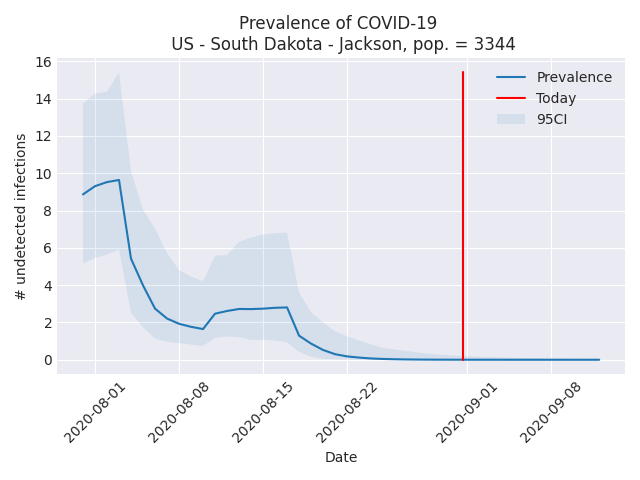 Prevalence of COVID-19
US - South Dakota - Jackson, pop. = 3344
16
14
12
10
8
6
4
2
0
# undetected infections
Prevalence
Today
95CI
2020-08-01
2020-08-08
2020-08-15
2020-08-22
2020-09-01
2020-09-08
Date